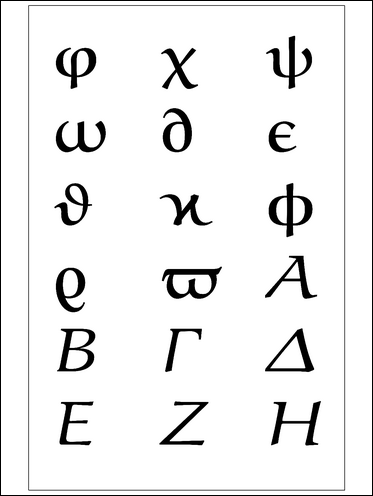 φ χ ψ
ω ∂ ϵ
ϑ ϰ ϕ
ϱ ϖ Α
Β Γ Δ
Ε Ζ Η